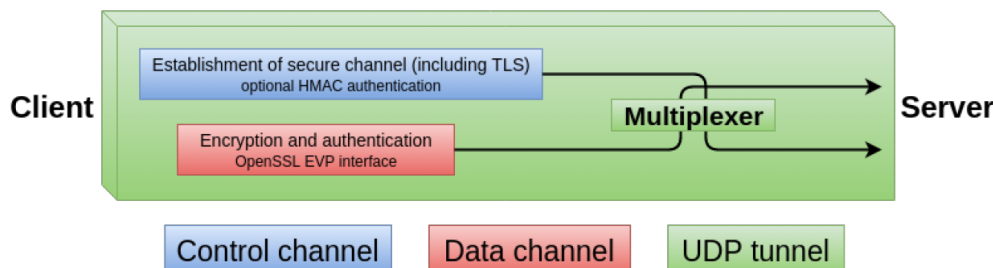 Client
Establishment of secure channel (including TLS)
optional HMAC authentication
Encryption and authentication
OpenSSL EVP interface
Multiplexer
Server
Control channel
Data channel
UDP tunnel